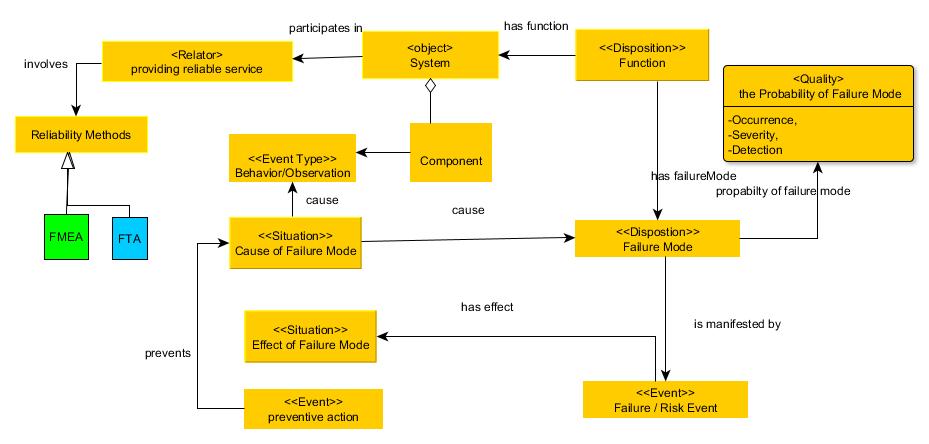 participates in
has function
<Relator>
providing reliable service
<object>
System
<<Disposition>>
Function
involves
<Quality>
the Probability of Failure Mode
-Occurrence,
-Severity,
-Detection
Reliability Methods
<<Event Type>>
Behavior/Observation
Component
has failureMode
propabilty of failure mode
cause
cause
FMEA
FTA
<<Situation>>
Cause of Failure Mode
<<Dispostion>>
Failure Mode
has effect
is manifested by
<<Situation>>
Effect of Failure Mode
prevents
<<Event>>
preventive action
<<Event>>
Failure / Risk Event